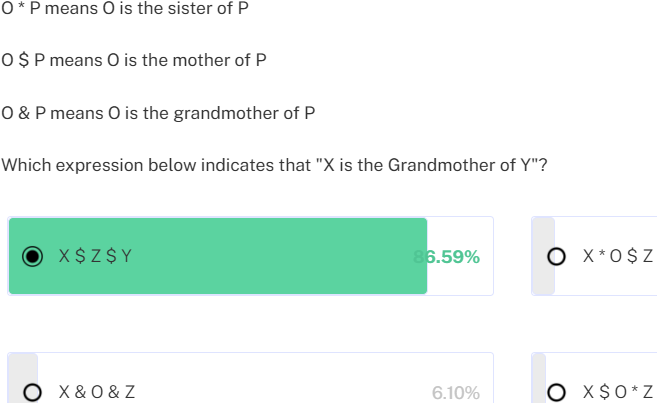 O * P means O is the sister of P
O $ P means O is the mother of P
O & P means O is the grandmother of P
Which expression below indicates that "X is the Grandmother of Y"?
X $ Z $ Y 86.59% X * O $ Z
X & O & Z 6.10% X $ O * Z